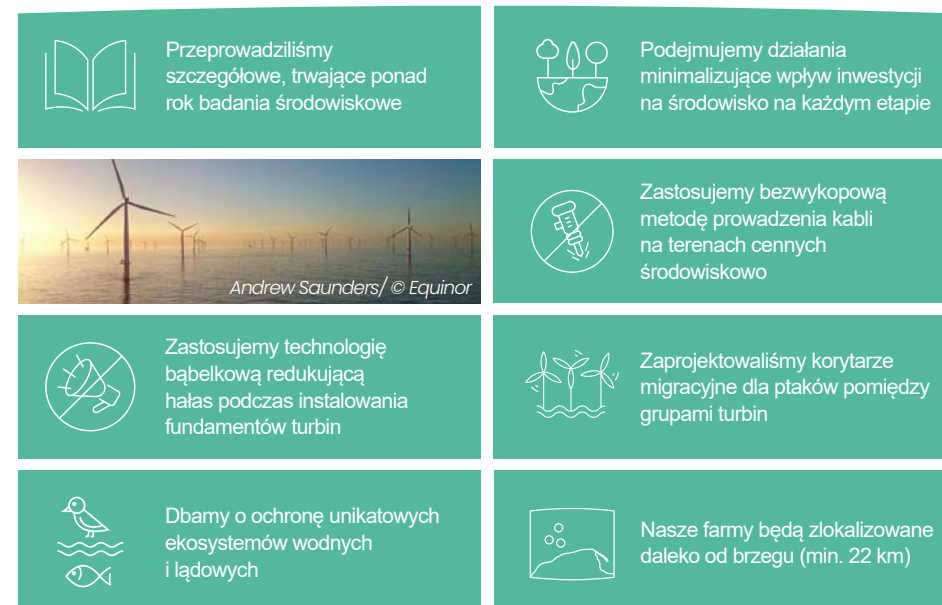 Przeprowadziliśmy
szczegółowe, trwające ponad
rok badania środowiskowe
Podejmujemy działania
minimalizujące wpływ inwestycji
na środowisko na każdym etapie
Andrew Saunders/ © Equinor
Zastosujemy bezwykopową
metodę prowadzenia kabli
na terenach cennych
środowiskowo
Zastosujemy technologię
bąbelkową redukującą
hałas podczas instalowania
fundamentów turbin
Zaprojektowaliśmy korytarze
migracyjne dla ptaków pomiędzy
grupami turbin
Dbamy o ochronę unikatowych
ekosystemów wodnych
i lądowych
Nasze farmy będą zlokalizowane
daleko od brzegu (min. 22 km)